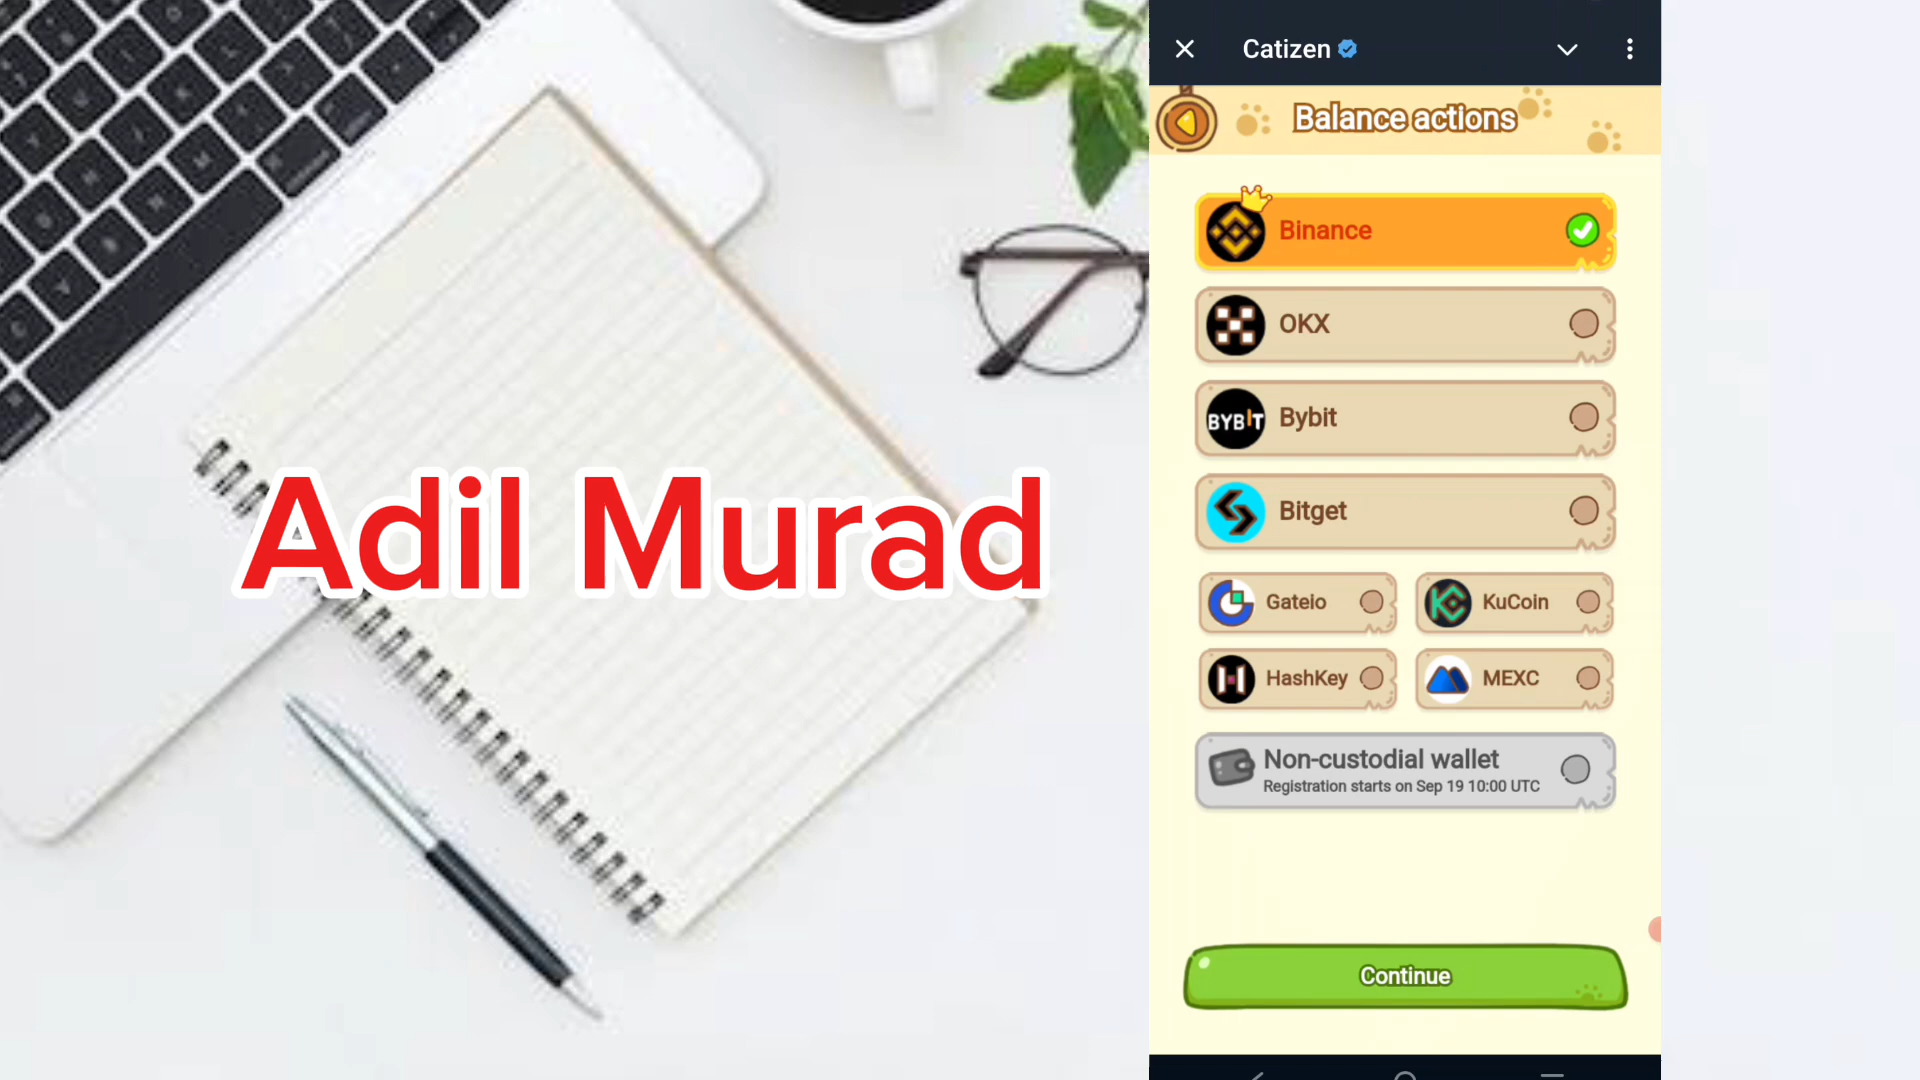 Adil Murad
Catizen
Balance actions
Binance
OKX
BYBIT
Bybit
Bitget
Gateio
KuCoin
HashKey
MEXC
Non-custodial wallet
Registration starts on Sep 19 10:00 UTC
Continue